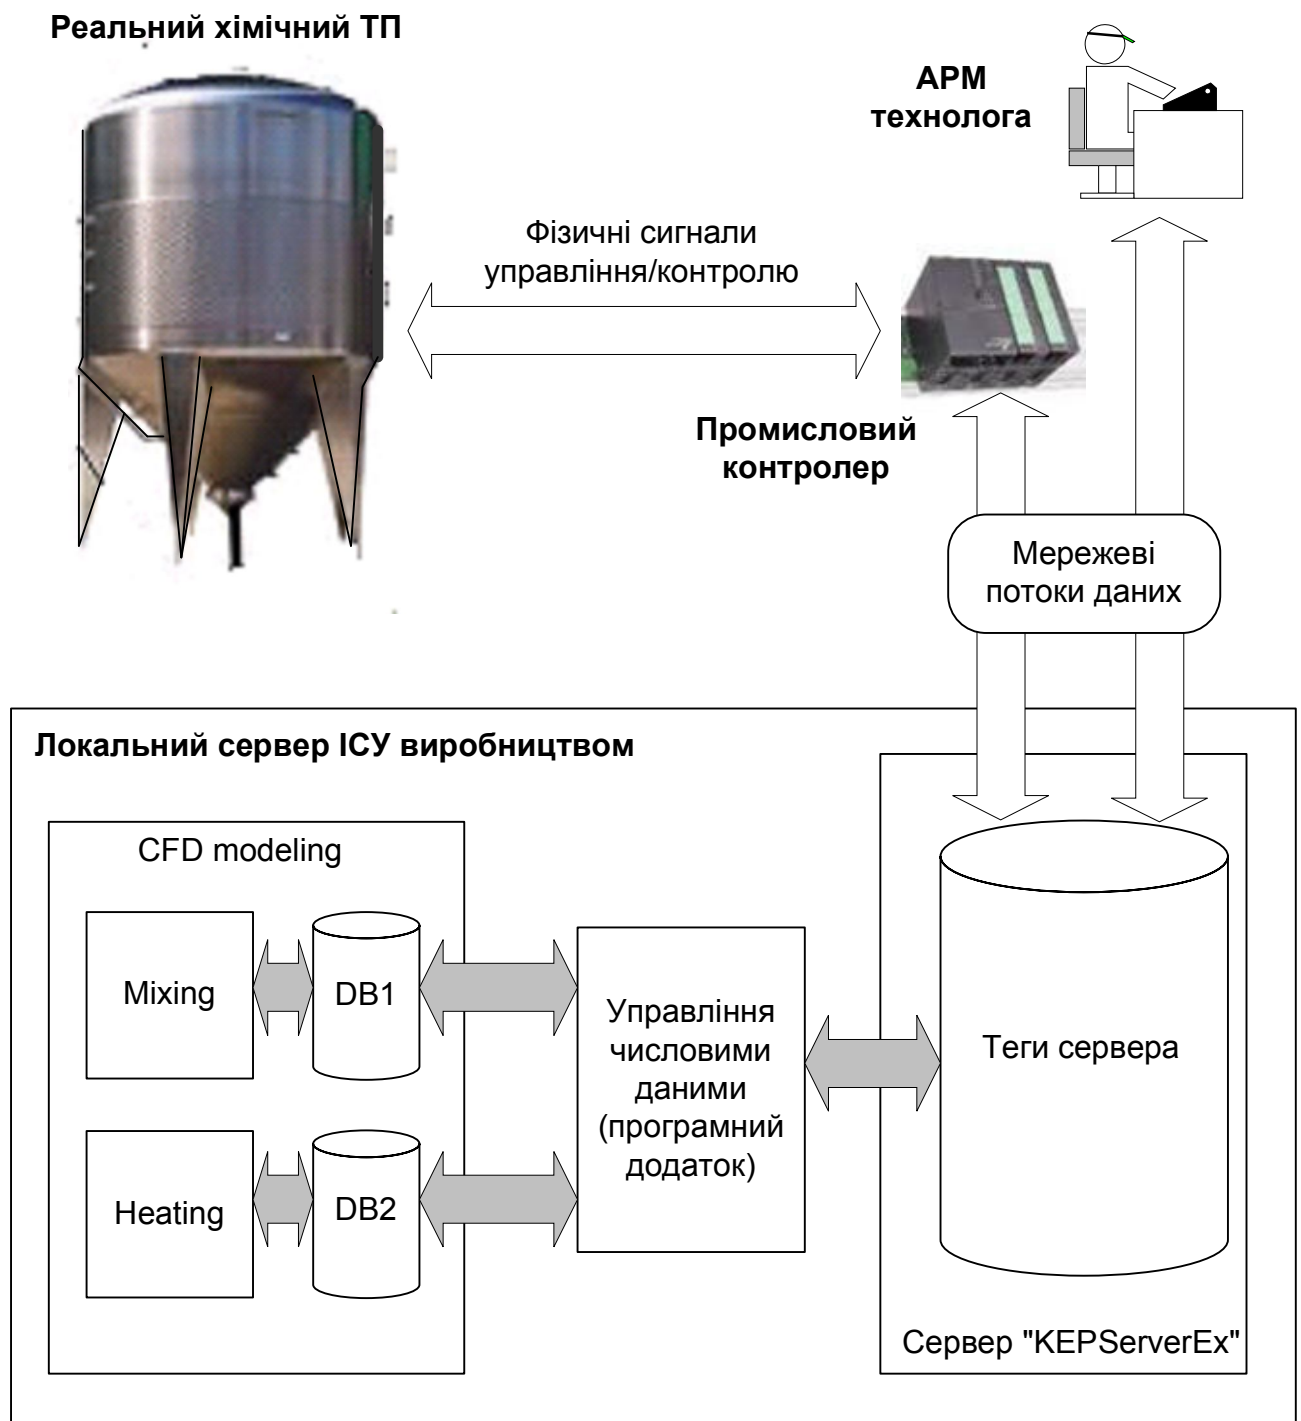 Реальний хімічний ТП
АРМ
технолога
Фізичні сигнали
управління/контролю
Промисловий
контролер
Мережеві
потоки даних
Локальний сервер ІСУ виробництвом
CFD modeling
Mixing
DB1
Heating
DB2
Управління
числовими
даними
(програмний
додаток)
Теги сервера
Сервер "KEPServerEx"